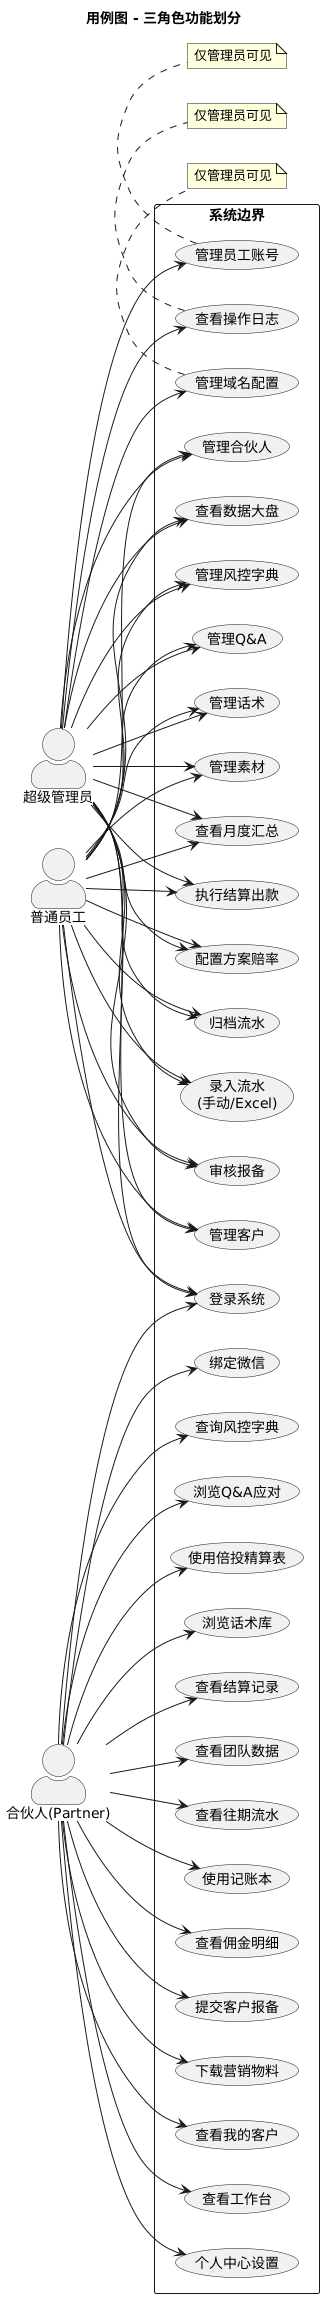 用例图 - 三角色功能划分
仅管理员可见
仅管理员可见
仅管理员可见
系统边界
管理员工账号
查看操作日志
管理域名配置
管理合伙人
查看数据大盘
管理风控字典
管理Q&A
管理话术
管理素材
查看月度汇总
执行结算出款
配置方案赔率
归档流水
录入流水
(手动/Excel)
审核报备
管理客户
登录系统
绑定微信
查询风控字典
浏览Q&A应对
使用倍投精算表
浏览话术库
查看结算记录
查看团队数据
查看往期流水
使用记账本
查看佣金明细
提交客户报备
下载营销物料
查看我的客户
查看工作台
个人中心设置
超级管理员
普通员工
合伙人(Partner)